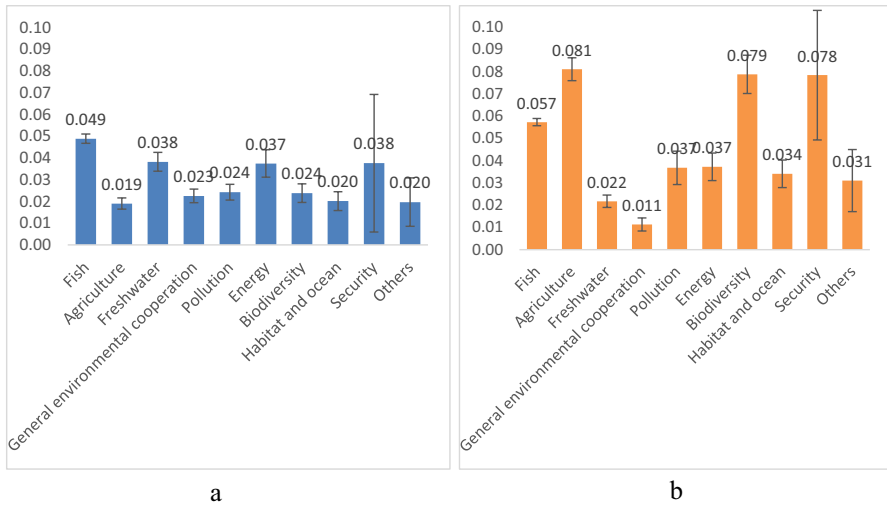 0.10
0.09
0.08
0.07
0.06
0.05
0.04
0.03
0.02
0.01
0.00
0.049
0.019
0.038
0.023
0.024
0.037
0.024
0.020
0.038
0.020
Fish
Agriculture
Freshwater
General environmental cooperation
Pollution
Energy
Biodiversity
Habitat and ocean
Security
Others
a
0.10
0.09
0.08
0.07
0.06
0.05
0.04
0.03
0.02
0.01
0.00
0.057
0.081
0.022
0.011
0.037
0.037
0.079
0.034
0.078
0.031
Fish
Agriculture
Freshwater
General environmental cooperation
Pollution
Energy
Biodiversity
Habitat and ocean
Security
Others
b